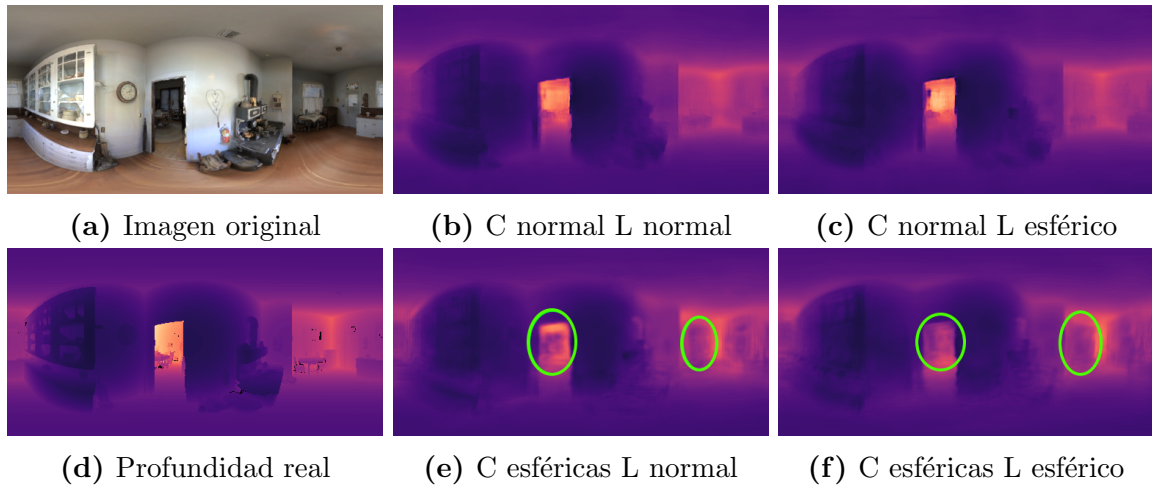 (a) Imagen original
(b) C normal L normal
(c) C normal L esférico
(d) Profundidad real
(e) C esféricas L normal
(f) C esféricas L esférico